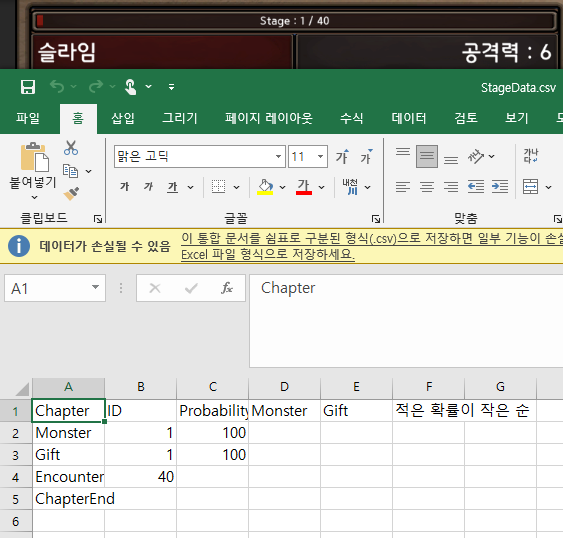 Stage : 1 / 40
슬라임 공격력 : 6
StageData.csv
파일 홈 삽입 그리기 페이지 레이아웃 수식 데이터 검토 보기
붙여넣기
맑은 고딕 11 가 가 가나
가 가 가 가 내천
클립보드 글꼴 맞춤
데이터가 손실될 수 있음 이 통합 문서를 쉼표로 구분된 형식(.csv)으로 저장하면 일부 기능이
Excel 파일 형식으로 저장하세요.
A1 fx Chapter
A B C D E F G
1 Chapter ID Probability Monster Gift 적은 확률이 작은 순
2 Monster 1 100
3 Gift 1 100
4 Encounter 40
5 ChapterEnd
6